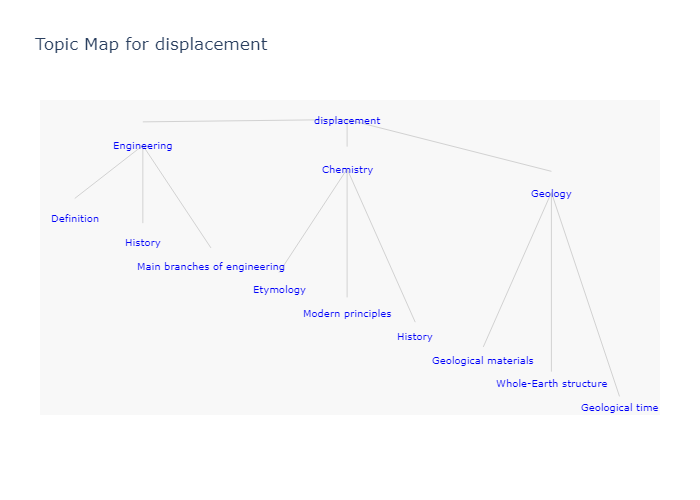 Topic Map for displacement
displacement
Engineering
Chemistry
Geology
Definition
History
Main branches of engineering
Etymology
Modern principles
History
Geological materials
Whole-Earth structure
Geological time